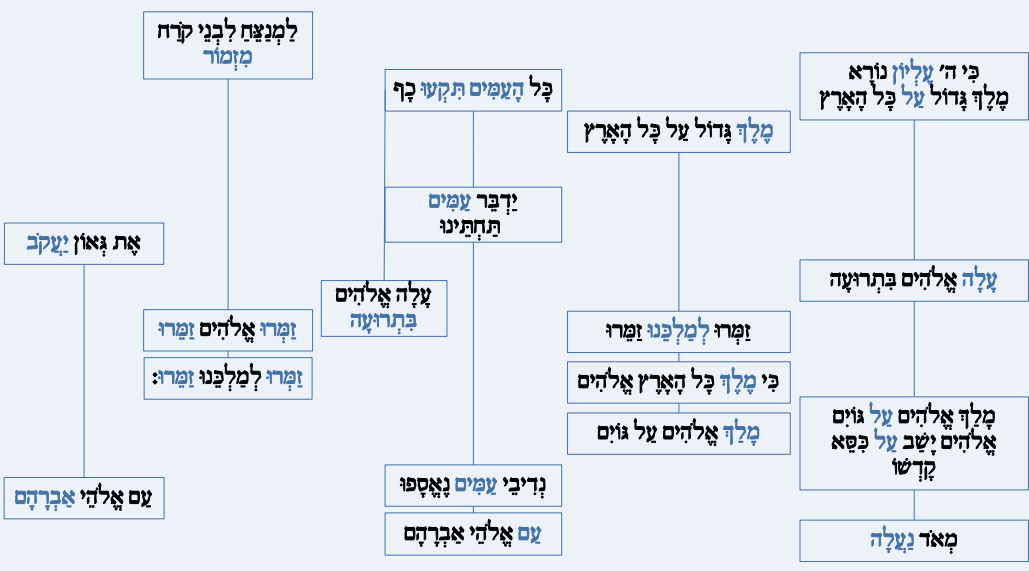 כִּי ה' עֶלְיוֹן נוֹרָא
מֶלֶךְ גָּדוֹל עַל כָּל הָאָרֶץ
עָלָה אֱלֹהִים בִּתְרוּעָה
מָלַךְ אֱלֹהִים עַל גּוֹיִם
אֱלֹהִים יָשַׁב עַל כִּסֵּא
קָדְשׁוֹ
מְאֹד נַעֲלָה
מֶלֶךְ גָּדוֹל עַל כָּל הָאָרֶץ
זַמְּרוּ לְמַלְכֵּנוּ זַמֵּרוּ
כִּי מֶלֶךְ כָּל הָאָרֶץ אֱלֹהִים
מָלַךְ אֱלֹהִים עַל גּוֹיִם
כָּל הָעַמִּים תִּקְעוּ כָף
יַדְבֵּר עַמִּים
תַּחְתֵּינוּ
עָלָה אֱלֹהִים
בִּתְרוּעָה
נְדִיבֵי עַמִּים נֶאֱסָפוּ
עַם אֱלֹהֵי אַבְרָהָם
לַמְנַצֵּחַ לִבְנֵי קֹרַח
מִזְמוֹר
זַמְּרוּ אֱלֹהִים זַמֵּרוּ
זַמְּרוּ לְמַלְכֵּנוּ זַמֵּרוּ:
אֶת גְּאוֹן יַעֲקֹב
עַם אֱלֹהֵי אַבְרָהָם